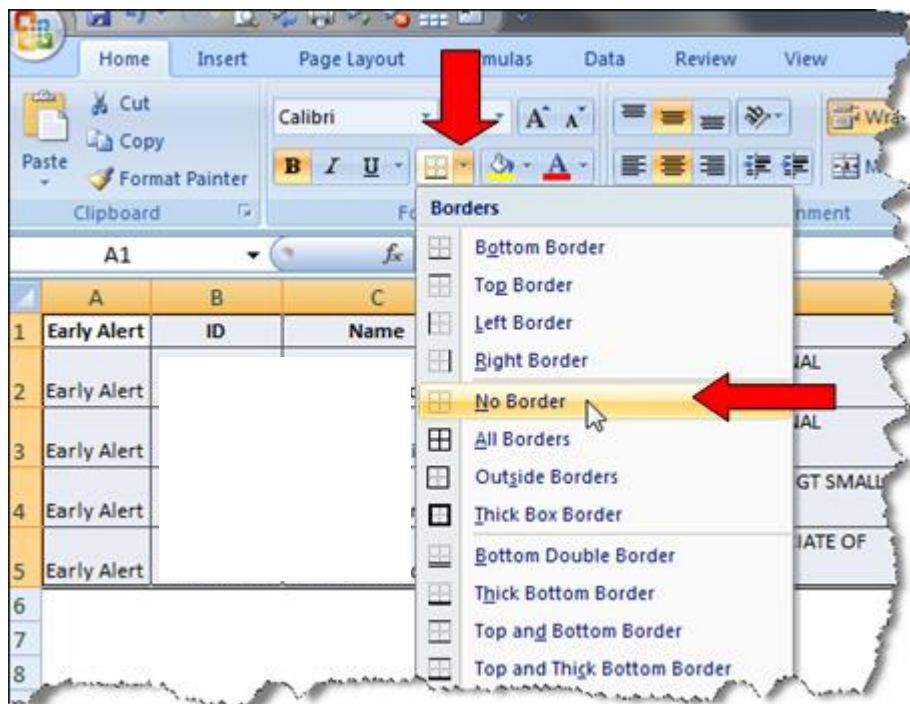 Home Insert Page Layout mulas Data Review View
Cut
Calibri
Wra
Copy
Paste
B I U A
M
Format Painter
Clipboard
Fo
nment
Borders
A1 fx
Bottom Border
Top Border
A B C
Left Border
1 Early Alert ID Name
Right Border
IAL
2 Early Alert
No Border
IAL
All Borders
3 Early Alert
Outside Borders
GT SMALL
4 Early Alert
Thick Box Border
IATE OF
Bottom Double Border
5 Early Alert
Thick Bottom Border
6
Top and Bottom Border
7
Top and Thick Bottom Border
8